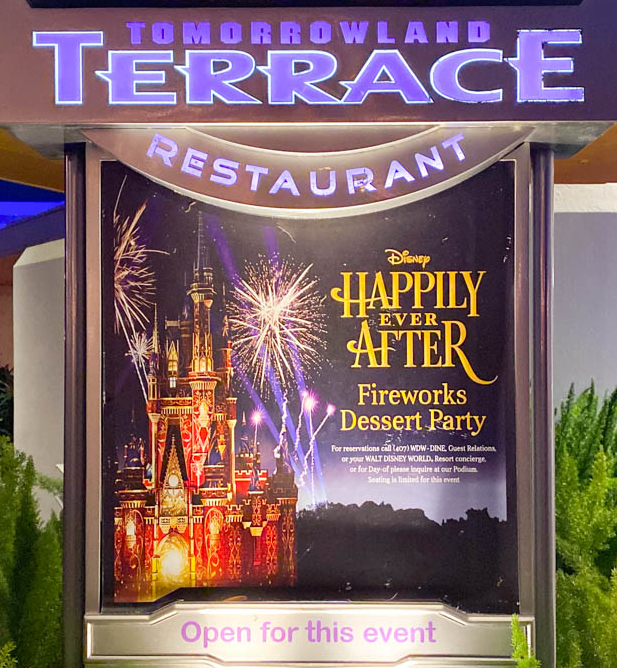 TOMORROWLAND
TERRACE
RESTAURANT
Disney
HAPPILY
EVER
AFTER
Fireworks
Dessert Party
For reservations call (407) WDW-DINE, Guest Relations,
or your WALT DISNEY WORLD® Resort concierge,
or for Day-of please inquire at our Podium.
Seating is limited for this event
Open for this event